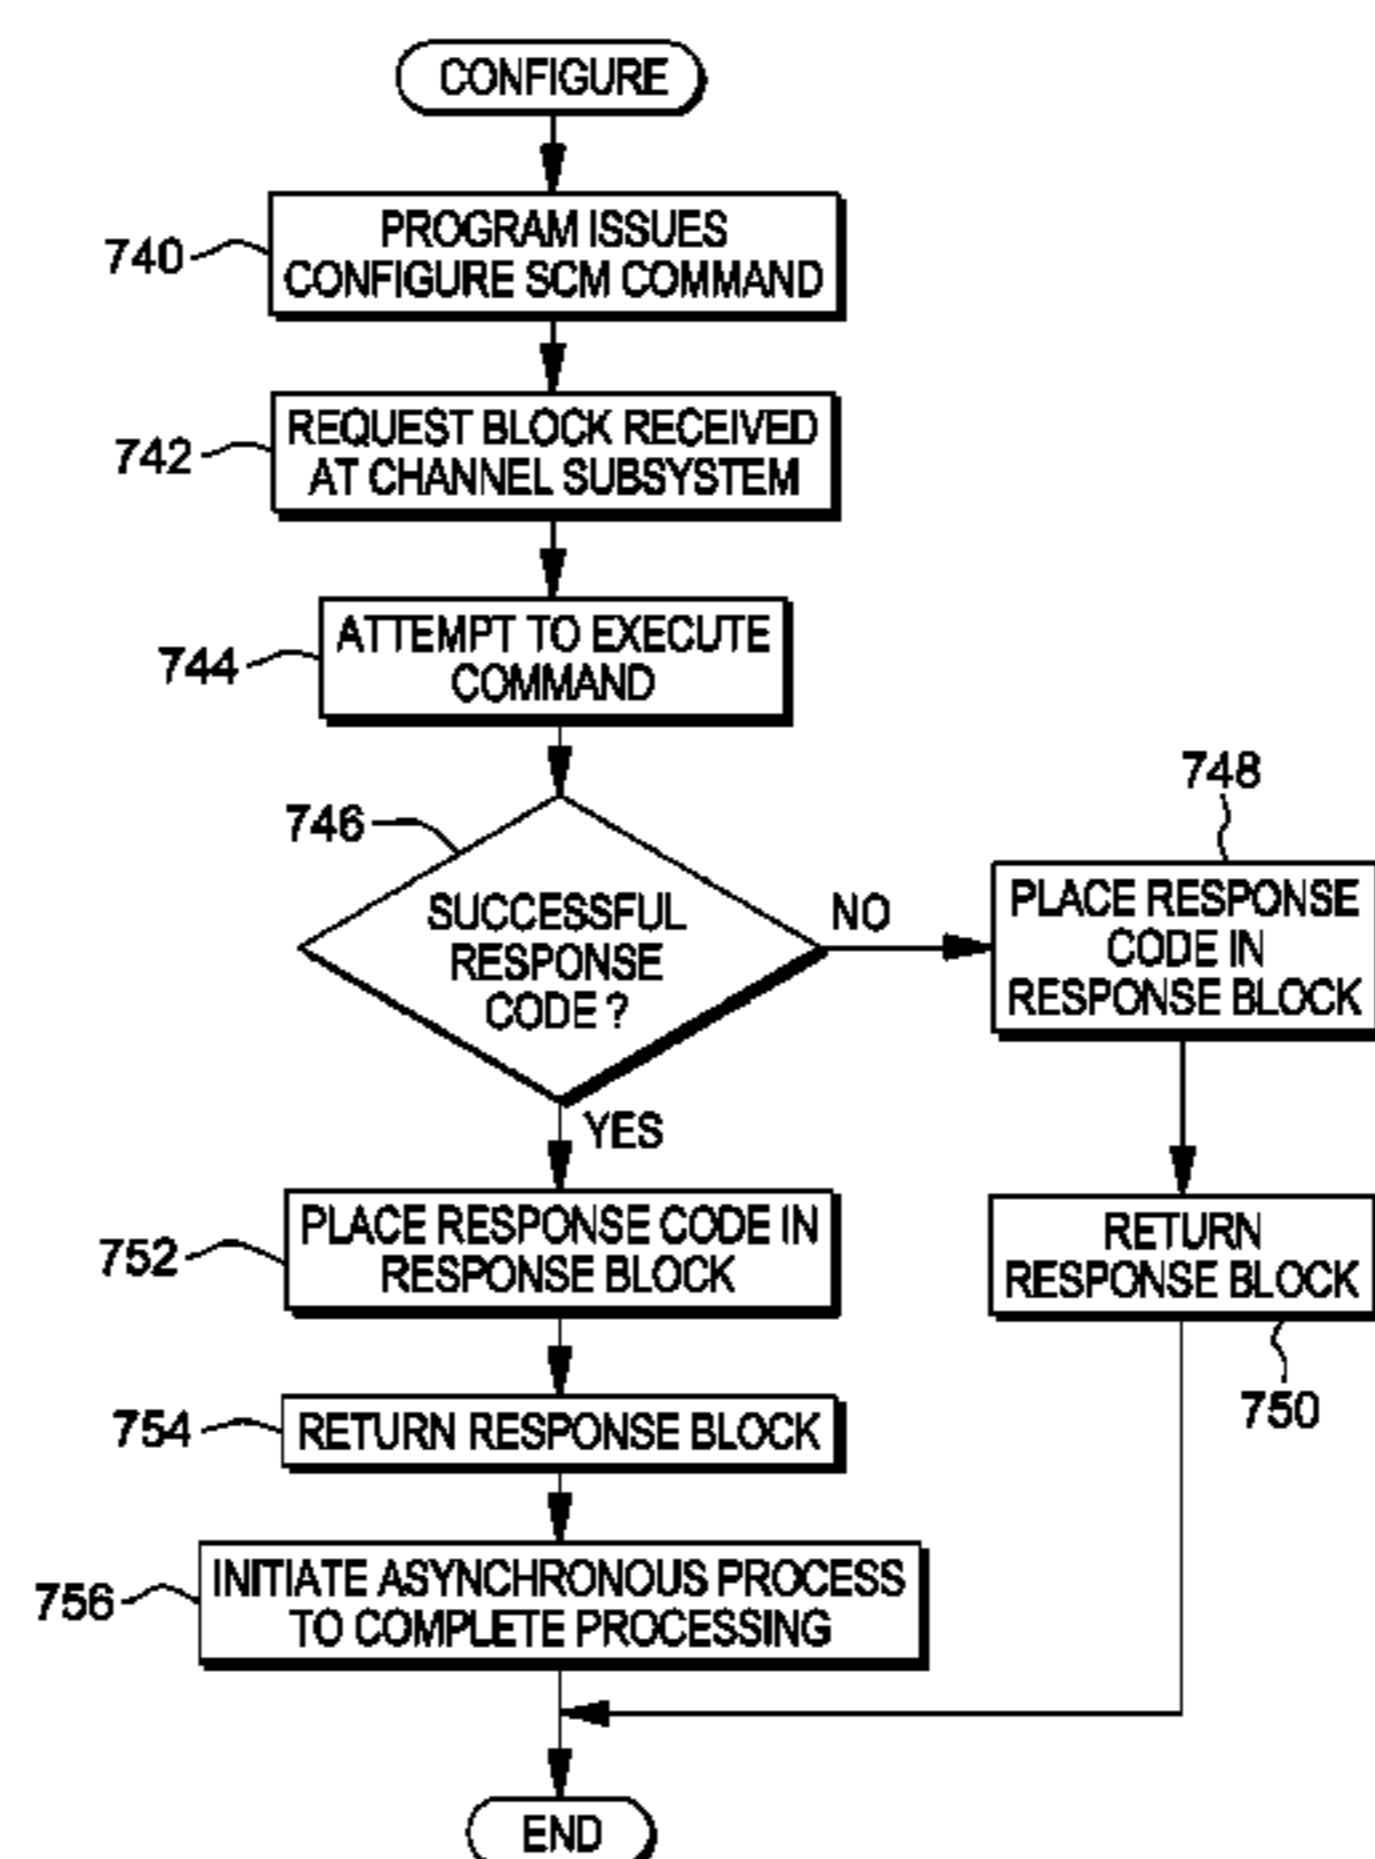 CONFIGURE
740
PROGRAM ISSUES
CONFIGURE SCM COMMAND
742
REQUEST BLOCK RECEIVED
AT CHANNEL SUBSYSTEM
744
ATTEMPT TO EXECUTE
COMMAND
746
SUCCESSFUL
RESPONSE
CODE ?
NO
748
PLACE RESPONSE
CODE IN
RESPONSE BLOCK
RETURN
RESPONSE BLOCK
750
YES
752
PLACE RESPONSE CODE IN
RESPONSE BLOCK
754
RETURN RESPONSE BLOCK
756
INITIATE ASYNCHRONOUS PROCESS
TO COMPLETE PROCESSING
END